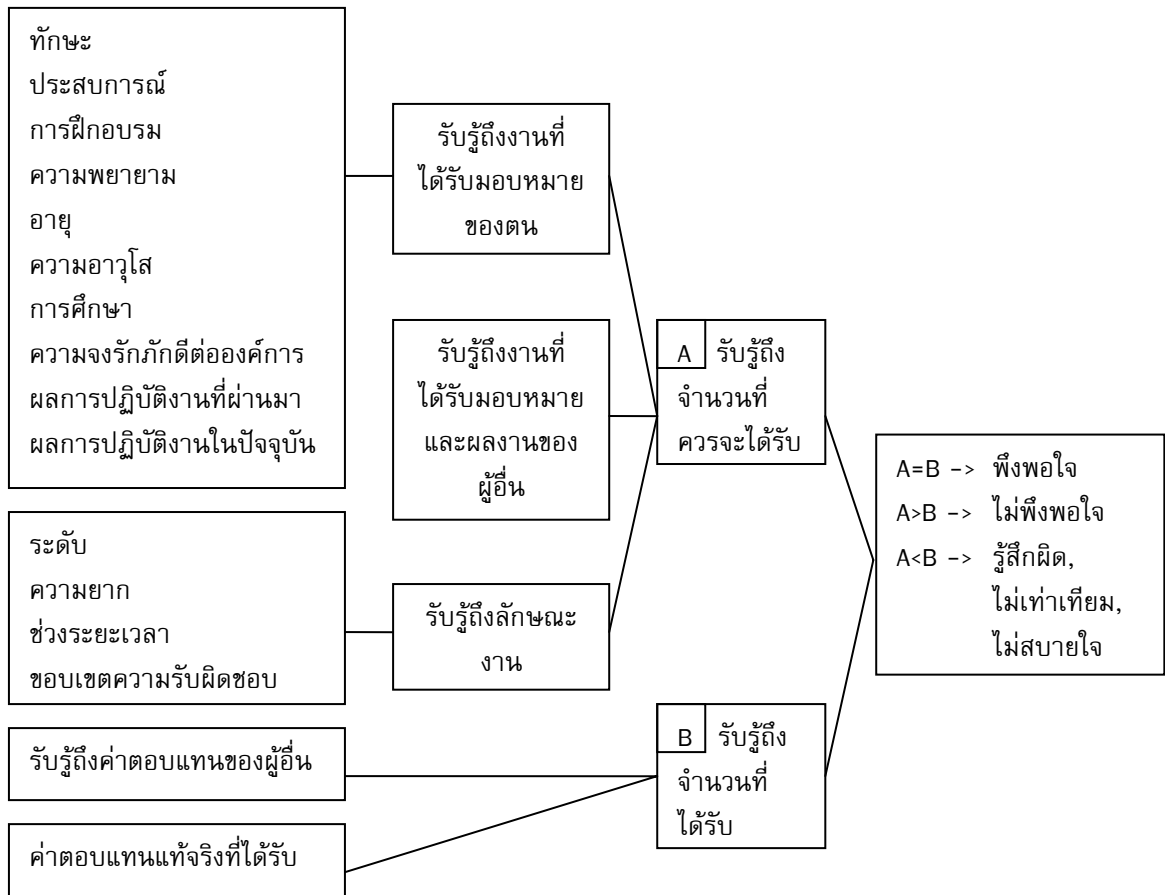 ทักษะ
ประสบการณ์
การฝึกอบรม
ความพยายาม
อายุ
ความอาวุโส
การศึกษา
ความจงรักภักดีต่อองค์การ
ผลการปฏิบัติงานที่ผ่านมา
ผลการปฏิบัติงานในปัจจุบัน
ระดับ
ความยาก
ช่วงระยะเวลา
ขอบเขตความรับผิดชอบ
รับรู้ถึงค่าตอบแทนของผู้อื่น
ค่าตอบแทนแท้จริงที่ได้รับ
รับรู้ถึงงานที่
ได้รับมอบหมาย
ของตน
รับรู้ถึงงานที่
ได้รับมอบหมาย
และผลงานของ
ผู้อื่น
รับรู้ถึงลักษณะ
งาน
A รับรู้ถึง
จำนวนที่
ควรจะได้รับ
B รับรู้ถึง
จำนวนที่
ได้รับ
A=B -> พึงพอใจ
A>B -> ไม่พึงพอใจ
A<B -> รู้สึกผิด,
ไม่เท่าเทียม,
ไม่สบายใจ